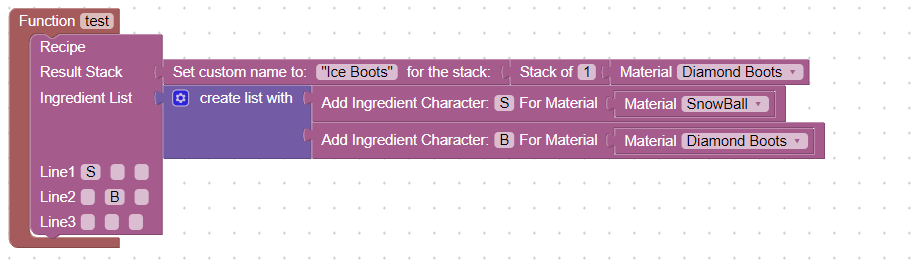 Function test
Recipe
Result Stack Set custom name to: "Ice Boots" for the stack: Stack of 1 Material Diamond Boots
Ingredient List create list with Add Ingredient Character: S For Material Material SnowBall
Add Ingredient Character: B For Material Material Diamond Boots
Line1 S
Line2 B
Line3